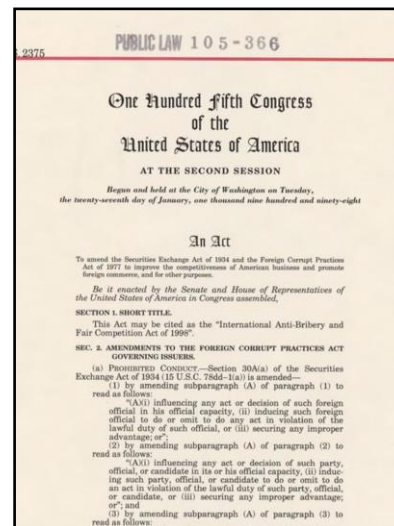 PUBLIC LAW 105-366
S. 2375
One Hundred Fifth Congress
of the
United States of America
AT THE SECOND SESSION
Begun and held at the City of Washington on Tuesday,
the twenty-seventh day of January, one thousand nine hundred and ninety-eight
An Act
To amend the Securities Exchange Act of 1934 and the Foreign Corrupt Practices
Act of 1977 to improve the competitiveness of American business and promote
foreign commerce, and for other purposes.
Be it enacted by the Senate and House of Representatives of
the United States of America in Congress assembled,
SECTION 1. SHORT TITLE.
This Act may be cited as the “International Anti-Bribery and
Fair Competition Act of 1998”.
SEC. 2. AMENDMENTS TO THE FOREIGN CORRUPT PRACTICES ACT
GOVERNING ISSUERS.
(a) PROHIBITED CONDUCT.—Section 30A(a) of the Securities
Exchange Act of 1934 (15 U.S.C. 78dd–1(a)) is amended—
(1) by amending subparagraph (A) of paragraph (1) to
read as follows:
“(A)(i) influencing any act or decision of such foreign
official in his official capacity, (ii) inducing such foreign
official to do or omit to do any act in violation of the
lawful duty of such official, or (iii) securing any improper
advantage; or”;
(2) by amending subparagraph (A) of paragraph (2) to
read as follows:
“(A)(i) influencing any act or decision of such party,
official, or candidate in its or his official capacity, (ii) induc-
ing such party, official, or candidate to do or omit to do
an act in violation of the lawful duty of such party, official,
or candidate, or (iii) securing any improper advantage;
or”; and
(3) by amending subparagraph (A) of paragraph (3) to
read as follows: